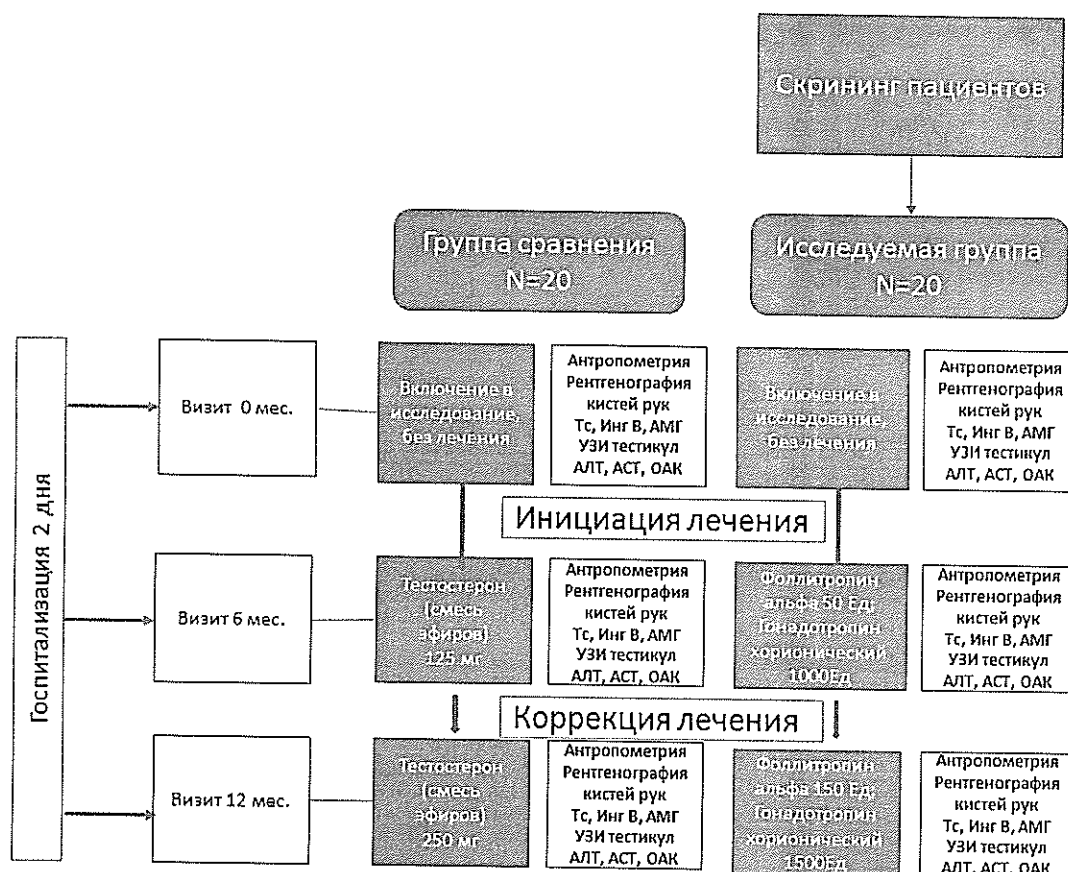 Скрининг пациентов
Группа сравнения
N=20
Исследуемая группа
N=20
Госпитализация 2 дня
Визит 0 мес.
Включение в
исследование,
без лечения
Антропометрия
Рентгенография
кистей рук
Тс, Инг В, АМГ
УЗИ тестикул
АЛТ, АСТ, ОАК
Включение в
исследование,
без лечения
Антропометрия
Рентгенография
кистей рук
Тс, Инг В, АМГ
УЗИ тестикул
АЛТ, АСТ, ОАК
Инициация лечения
Визит 6 мес.
Тестостерон
(смесь
эфиров)
125 мг
Антропометрия
Рентгенография
кистей рук
Тс, Инг В, АМГ
УЗИ тестикул
АЛТ, АСТ, ОАК
Фоллитропин
альфа 50 Ед;
Гонадотропин
хорионический
1000Ед
Антропометрия
Рентгенография
кистей рук
Тс, Инг В, АМГ
УЗИ тестикул
АЛТ, АСТ, ОАК
Коррекция лечения
Визит 12 мес.
Тестостерон
(смесь
эфиров)
250 мг
Антропометрия
Рентгенография
кистей рук
Тс, Инг В, АМГ
УЗИ тестикул
АЛТ, АСТ, ОАК
Фоллитропин
альфа 150 Ед;
Гонадотропин
хорионический
1500Ед
Антропометрия
Рентгенография
кистей рук
Тс, Инг В, АМГ
УЗИ тестикул
АЛТ, АСТ, ОАК